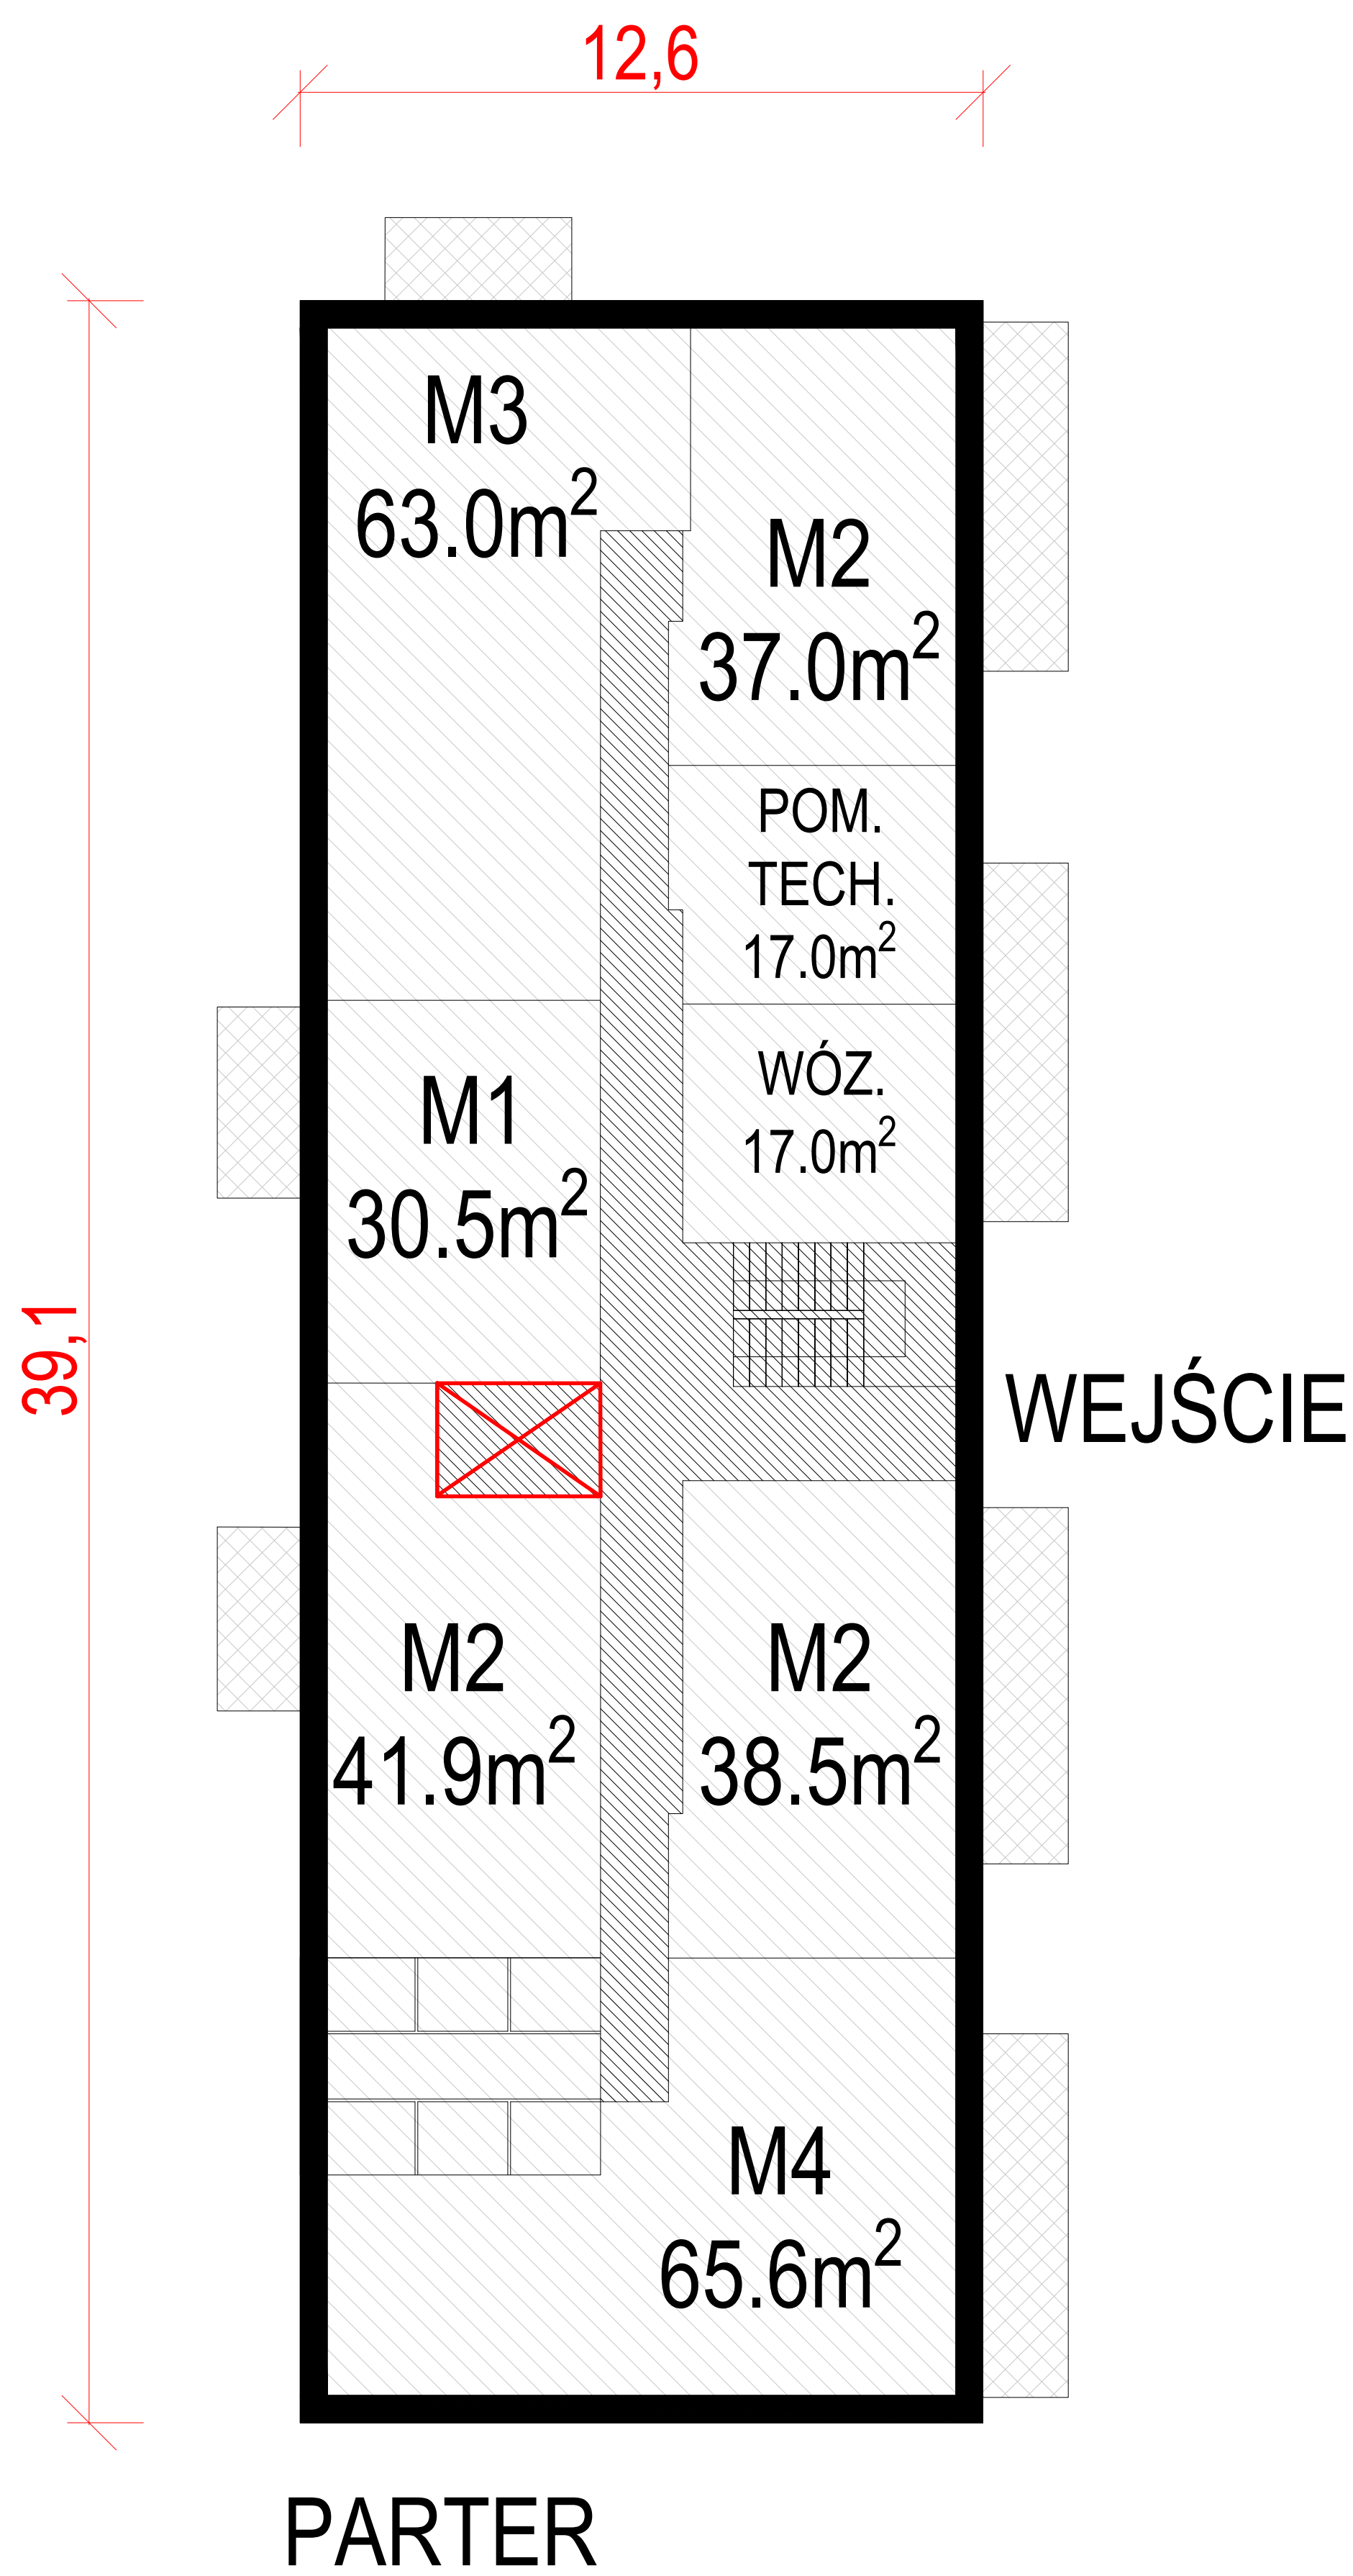 12,6
39,1
M3
63.0m²
M2
37.0m²
POM.
TECH.
17.0m²
WÓZ.
17.0m²
M1
30.5m²
WEJŚCIE
M2
41.9m²
M2
38.5m²
M4
65.6m²
PARTER